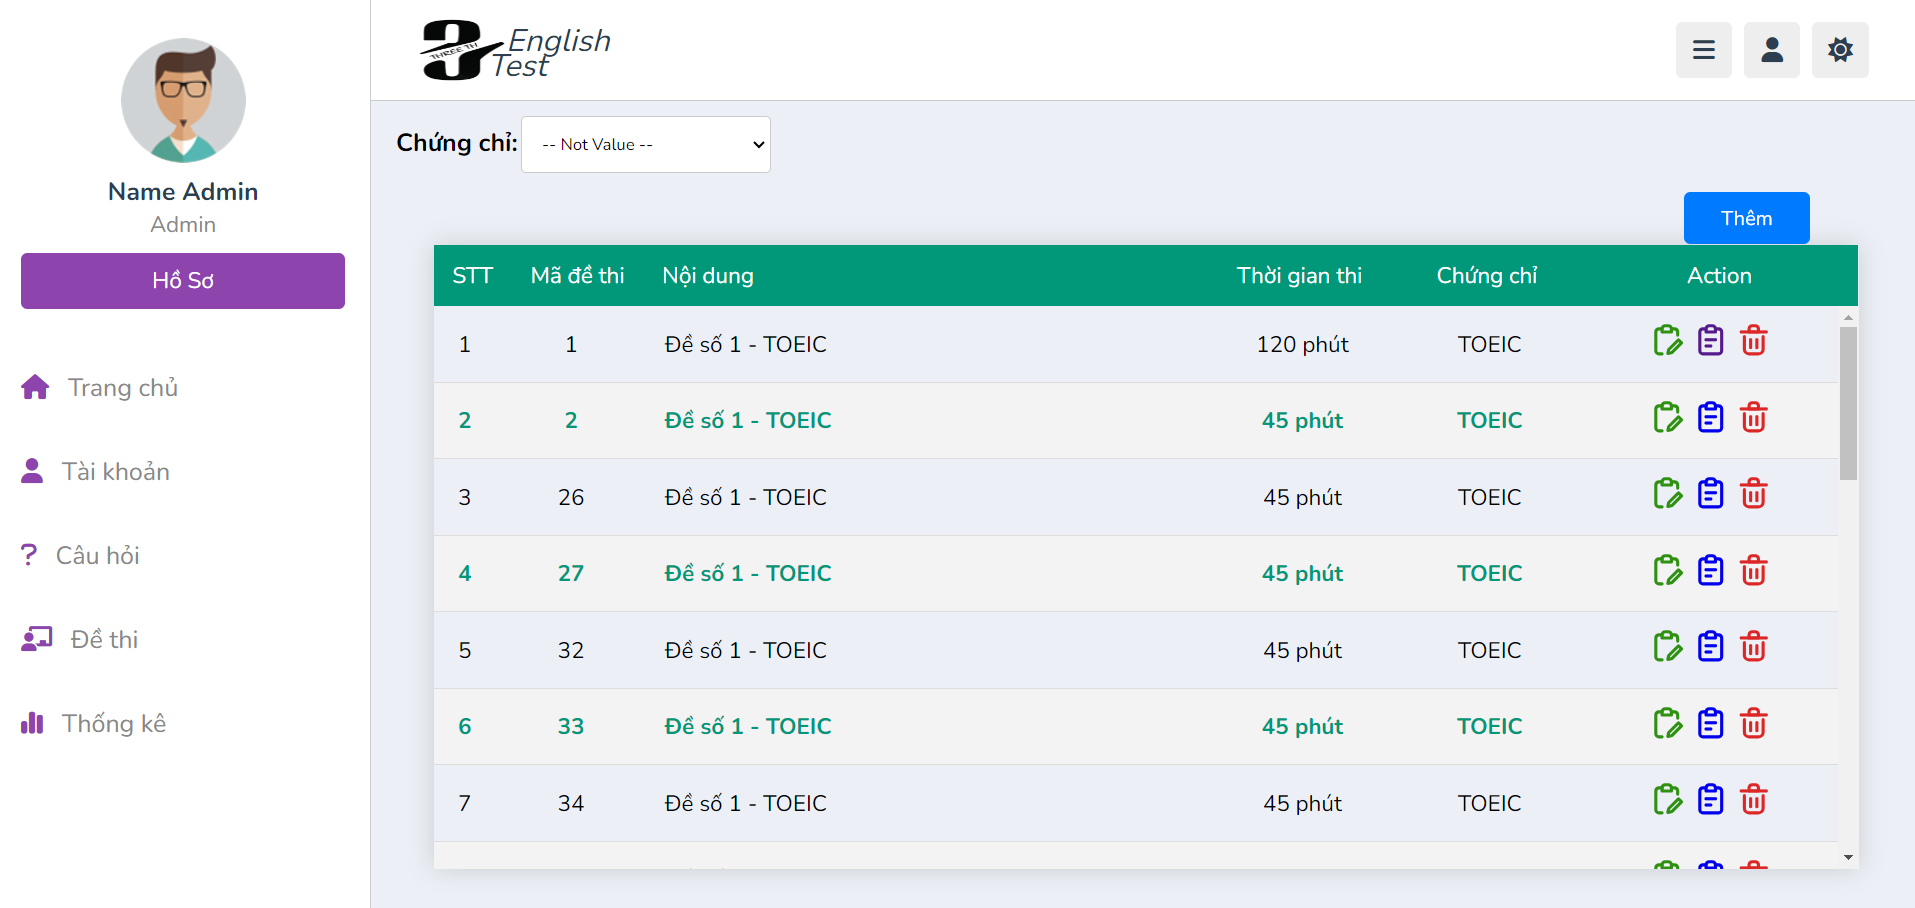 Name Admin
Admin
Hồ Sơ
Trang chủ
Tài khoản
Câu hỏi
Đề thi
Thống kê
THREE TH
English
Test
Chứng chỉ: -- Not Value --
Thêm
STT Mã đề thi Nội dung Thời gian thi Chứng chỉ Action
1 1 Đề số 1 - TOEIC 120 phút TOEIC
2 2 Đề số 1 - TOEIC 45 phút TOEIC
3 26 Đề số 1 - TOEIC 45 phút TOEIC
4 27 Đề số 1 - TOEIC 45 phút TOEIC
5 32 Đề số 1 - TOEIC 45 phút TOEIC
6 33 Đề số 1 - TOEIC 45 phút TOEIC
7 34 Đề số 1 - TOEIC 45 phút TOEIC